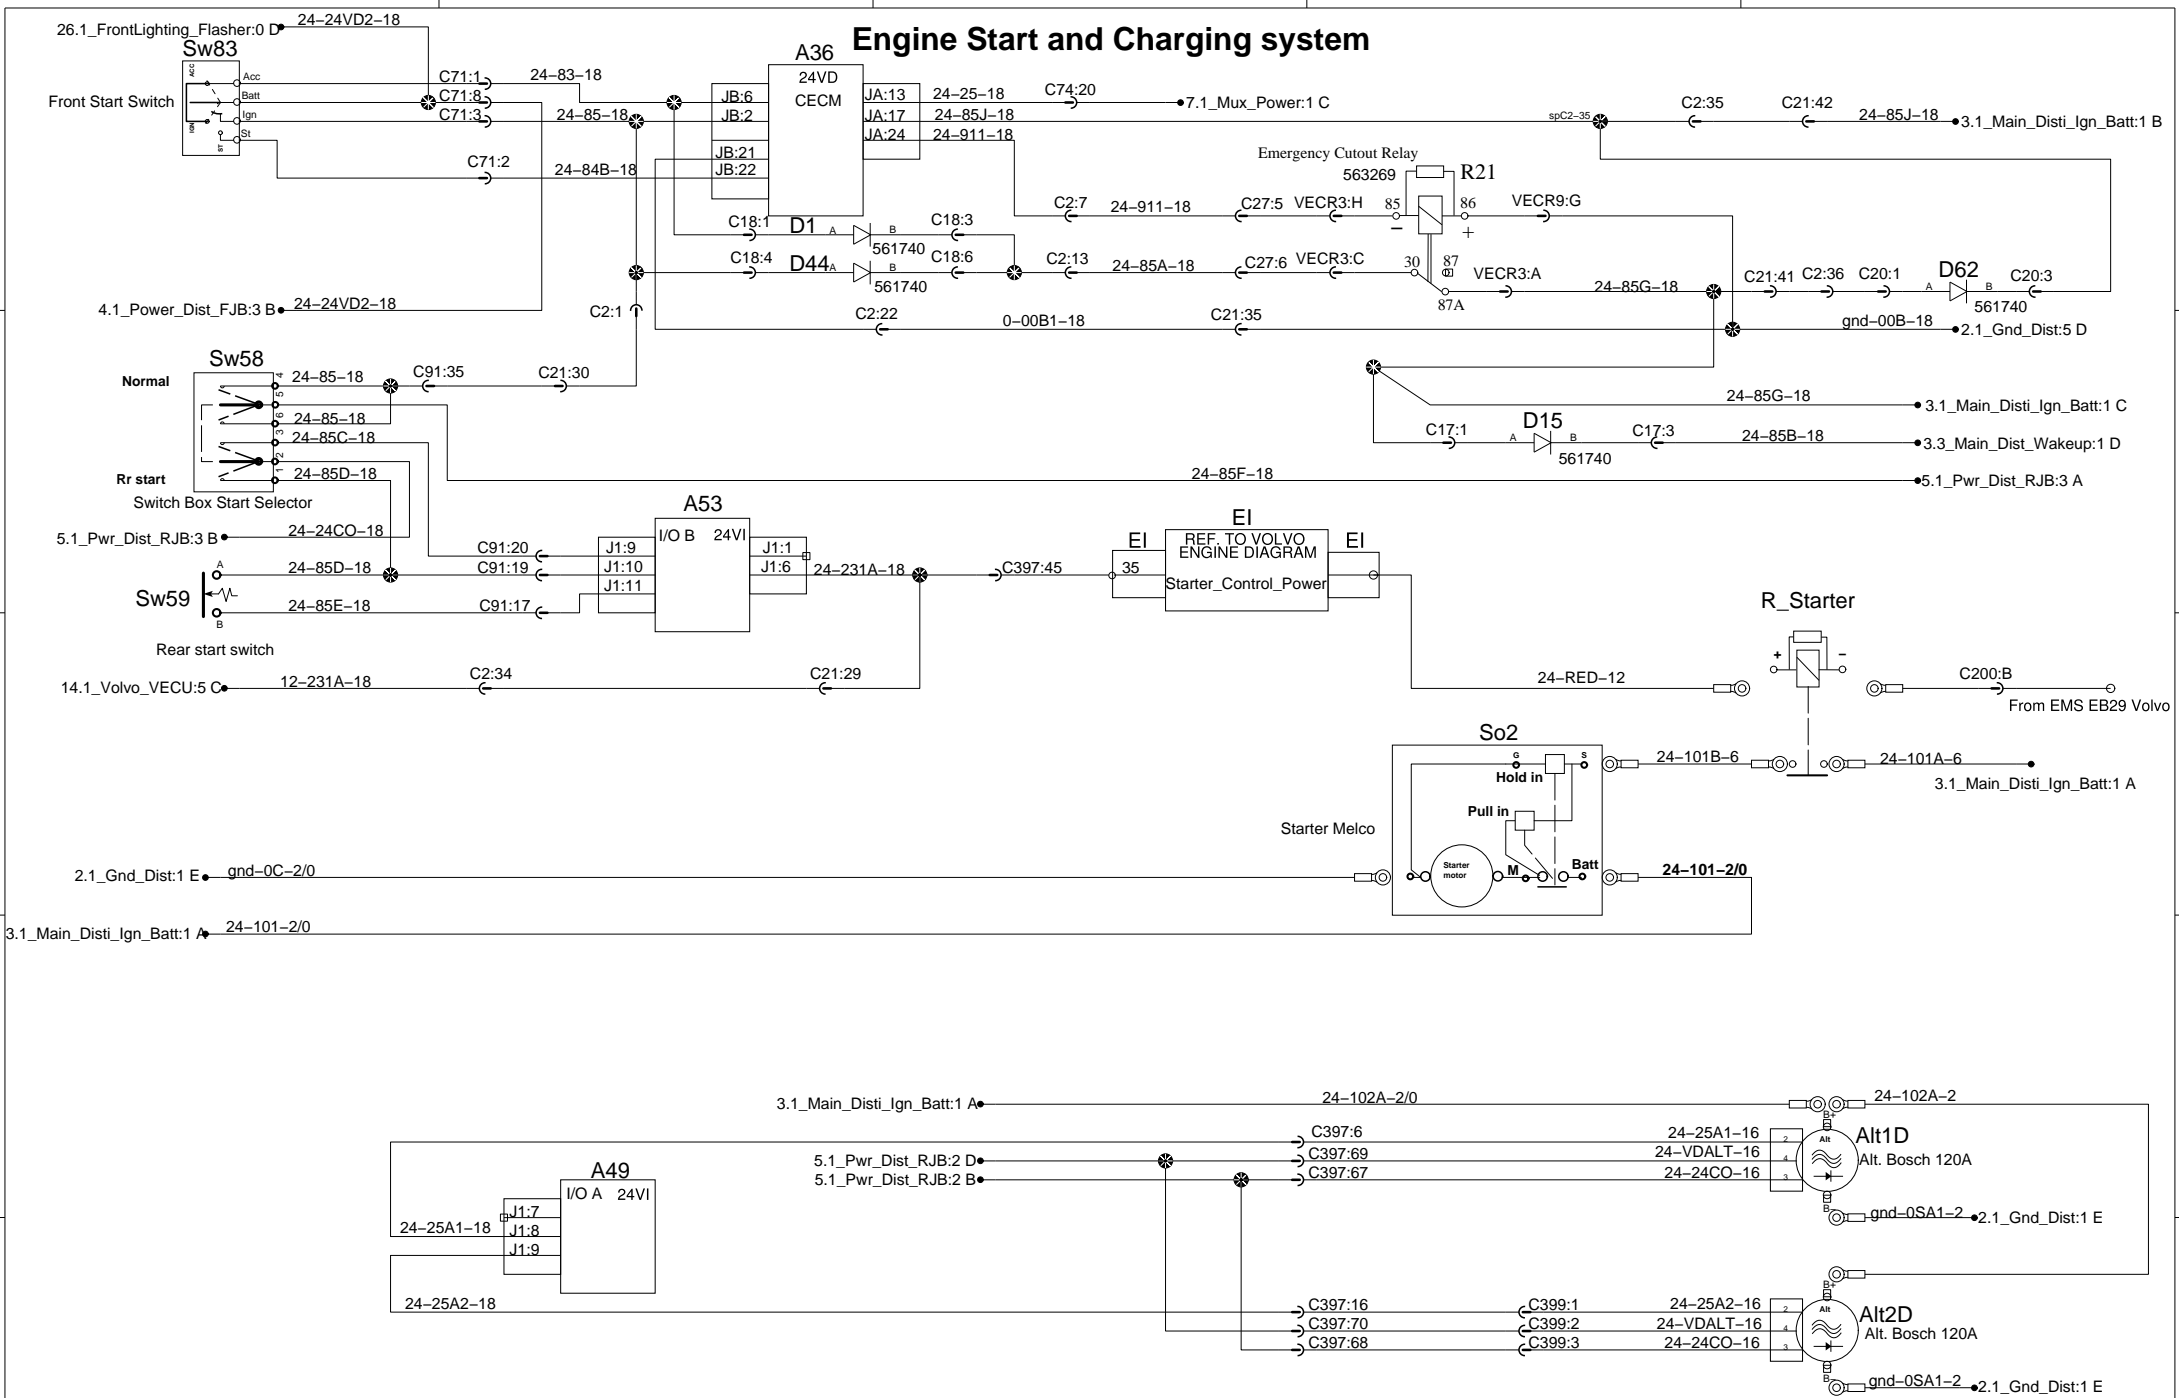 Engine Start and Charging system
26.1_FrontLighting_Flasher:0 D
24-24VD2-18
Sw83
Front Start Switch
ACC
IGN
ST
Acc
Batt
Ign
St
C71:1
C71:8
C71:3
C71:2
24-83-18
24-85-18
24-84B-18
A36
24VD
CECM
JB:6
JB:2
JB:21
JB:22
JA:13
JA:17
JA:24
24-25-18
24-85J-18
24-911-18
C74:20
7.1_Mux_Power:1 C
spC2-35
C2:35
C21:42
24-85J-18
3.1_Main_Disti_Ign_Batt:1 B
Emergency Cutout Relay
563269
R21
C18:1
D1
A
B
561740
C18:3
C2:7
24-911-18
C27:5
VECR3:H
85
86
–
+
VECR9:G
C18:4
D44
A
B
561740
C18:6
C2:13
24-85A-18
C27:6
VECR3:C
30
87
87A
VECR3:A
24-85G-18
C21:41
C2:36
C20:1
A
D62
B
561740
C20:3
4.1_Power_Dist_FJB:3 B
24-24VD2-18
C2:1
C2:22
0-00B1-18
C21:35
gnd-00B-18
2.1_Gnd_Dist:5 D
Sw58
Normal
Rr start
Switch Box Start Selector
4
5
6
3
2
1
24-85-18
24-85-18
24-85C-18
24-85D-18
C91:35
C21:30
24-85G-18
3.1_Main_Disti_Ign_Batt:1 C
C17:1
A
D15
B
561740
C17:3
24-85B-18
3.3_Main_Dist_Wakeup:1 D
24-85F-18
5.1_Pwr_Dist_RJB:3 A
5.1_Pwr_Dist_RJB:3 B
24-24CO-18
A53
I/O B
24VI
J1:9
J1:10
J1:11
J1:1
J1:6
C91:20
C91:19
C91:17
Sw59
A
B
24-85D-18
24-85E-18
Rear start switch
24-231A-18
C397:45
EI
35
EI
REF. TO VOLVO
ENGINE DIAGRAM
Starter_Control_Power
EI
14.1_Volvo_VECU:5 C
12-231A-18
C2:34
C21:29
24-RED-12
R_Starter
+
–
C200:B
From EMS EB29 Volvo
So2
G
S
Hold in
Pull in
Starter
motor
M
Batt
Starter Melco
24-101B-6
24-101A-6
3.1_Main_Disti_Ign_Batt:1 A
2.1_Gnd_Dist:1 E
gnd-0C-2/0
24-101-2/0
3.1_Main_Disti_Ign_Batt:1 A
24-101-2/0
3.1_Main_Disti_Ign_Batt:1 A
24-102A-2/0
24-102A-2
B+
Alt
Alt1D
Alt. Bosch 120A
2
4
3
C397:6
24-25A1-16
5.1_Pwr_Dist_RJB:2 D
C397:69
24-VDALT-16
5.1_Pwr_Dist_RJB:2 B
C397:67
24-24CO-16
B-
gnd-0SA1-2
2.1_Gnd_Dist:1 E
A49
I/O A
24VI
J1:7
J1:8
J1:9
24-25A1-18
24-25A2-18
B+
Alt
Alt2D
Alt. Bosch 120A
2
4
3
C397:16
C399:1
24-25A2-16
C397:70
C399:2
24-VDALT-16
C397:68
C399:3
24-24CO-16
B-
gnd-0SA1-2
2.1_Gnd_Dist:1 E